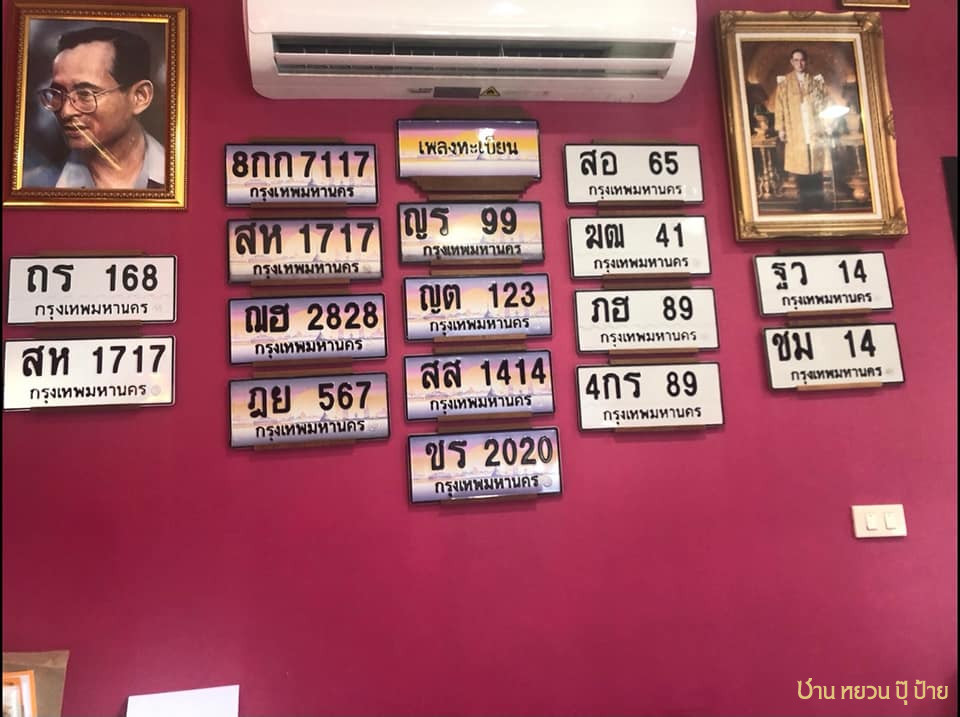 เพลงทะเบียน
8กก 7117
กรุงเทพมหานคร
สห 1717
กรุงเทพมหานคร
ฌฮ 2828
กรุงเทพมหานคร
ฎย 567
กรุงเทพมหานคร
ญร 99
กรุงเทพมหานคร
ญต 123
กรุงเทพมหานคร
สส 1414
กรุงเทพมหานคร
ขร 2020
กรุงเทพมหานคร
สอ 65
กรุงเทพมหานคร
ฆฒ 41
กรุงเทพมหานคร
ภฮ 89
กรุงเทพมหานคร
4กร 89
กรุงเทพมหานคร
ถร 168
กรุงเทพมหานคร
สห 1717
กรุงเทพมหานคร
ฐว 14
กรุงเทพมหานคร
ชม 14
กรุงเทพมหานคร
ช้าน หยวน ปุ๊ ป้าย